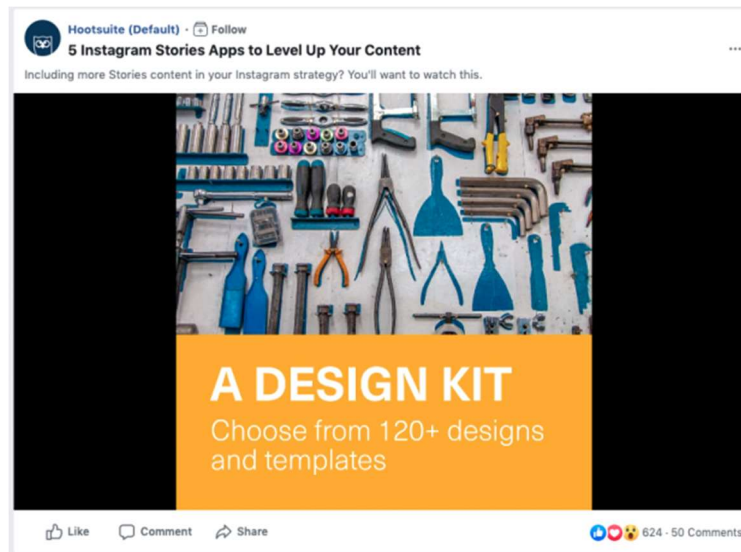 Hootsuite (Default) · Follow
5 Instagram Stories Apps to Level Up Your Content
Including more Stories content in your Instagram strategy? You'll want to watch this.
A DESIGN KIT
Choose from 120+ designs
and templates
Like Comment Share 624 · 50 Comments